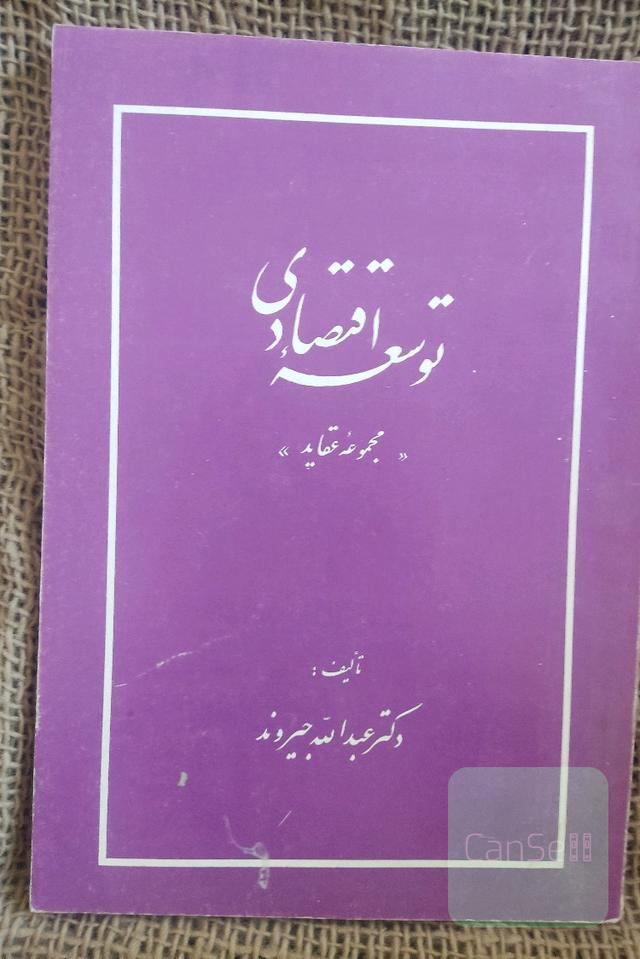 توسعهٔ اقتصادی
«مجموعهٔ عقاید»
تألیف:
دکتر عبدالله جیروند
CanSell